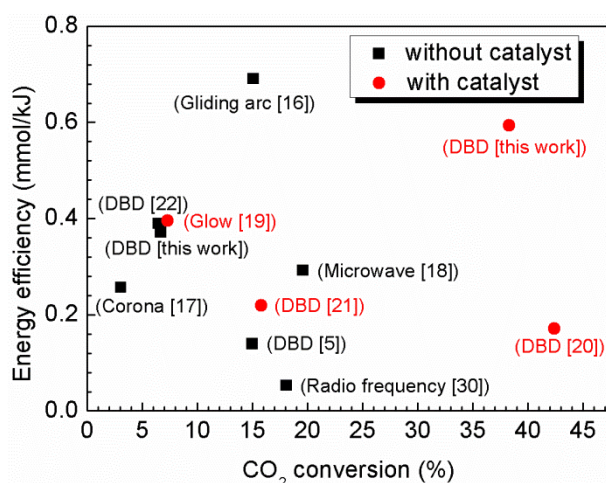 0.8
0.6
0.4
0.2
0.0
Energy efficiency (mmol/kJ)
without catalyst
with catalyst
(Gliding arc [16])
(DBD [this work])
(DBD [22])
(Glow [19])
(DBD [this work])
(Microwave [18])
(Corona [17])
(DBD [21])
(DBD [5])
(DBD [20])
(Radio frequency [30])
0 5 10 15 20 25 30 35 40 45
CO₂ conversion (%)